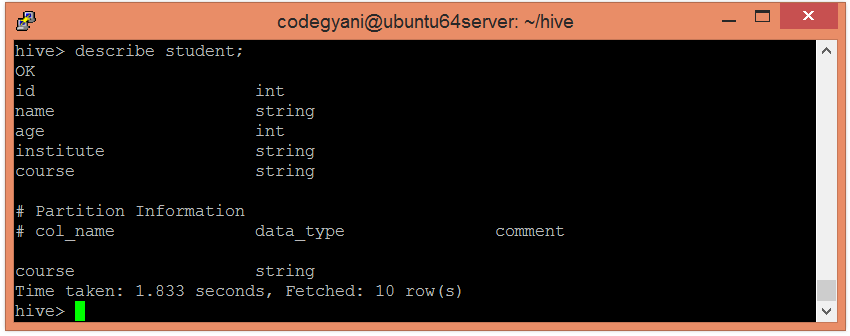 codegyani@ubuntu64server: ~/hive
hive> describe student;
OK
id                      int
name                    string
age                     int
institute               string
course                  string

# Partition Information
# col_name              data_type               comment

course                  string
Time taken: 1.833 seconds, Fetched: 10 row(s)
hive>